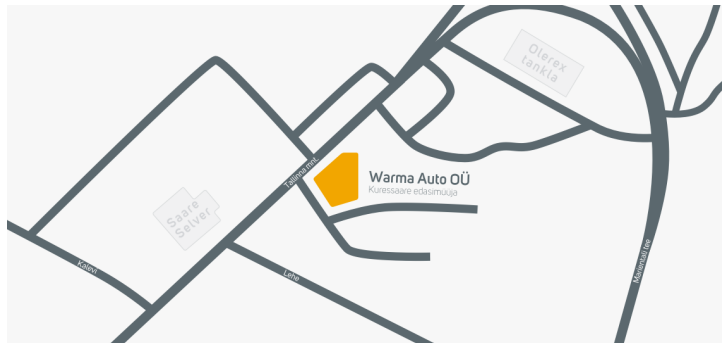 Olerex
tankla
Tallinna mnt.
Warma Auto OÜ
Kuressaare edasimüüja
Saare
Selver
Kalevi
Lehe
Marientali tee